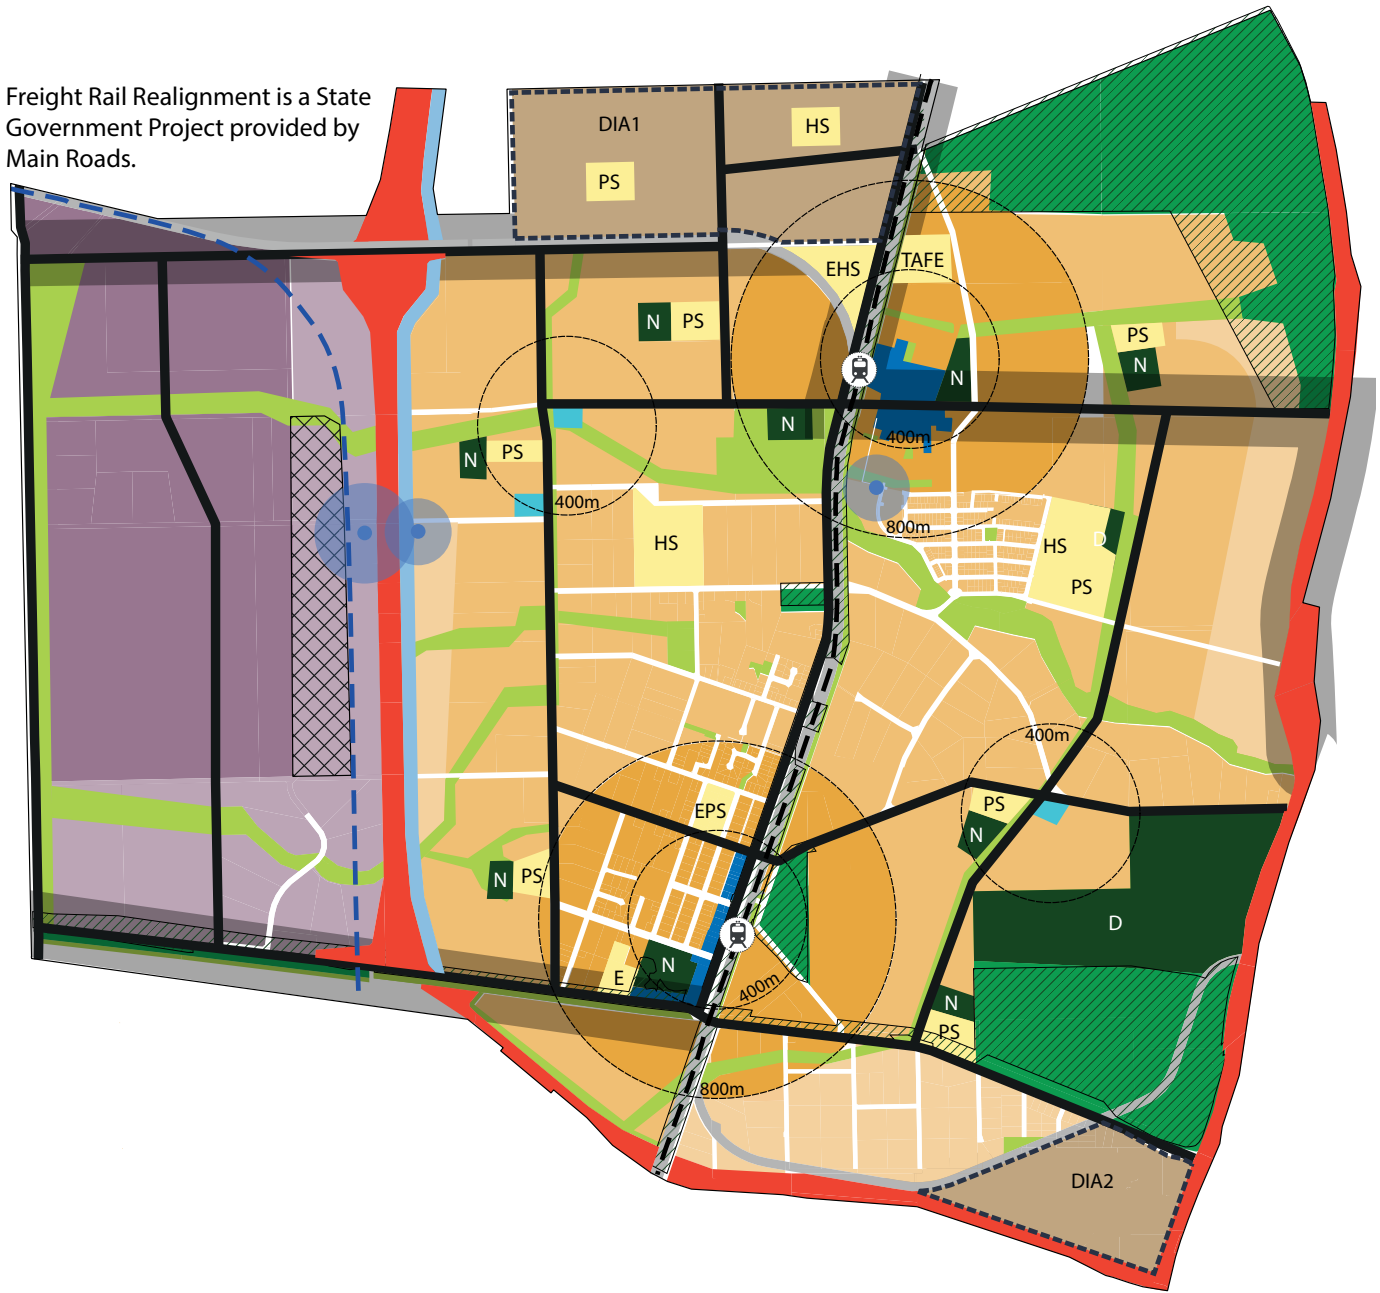 Freight Rail Realignment is a State
Government Project provided by
Main Roads.
DIA1
HS
PS
EHS
TAFE
N
PS
PS
N
N
N
400m
N
PS
400m
800m
HS
HS
D
PS
400m
EPS
PS
N
N
PS
D
E
N
400m
N
PS
800m
DIA2